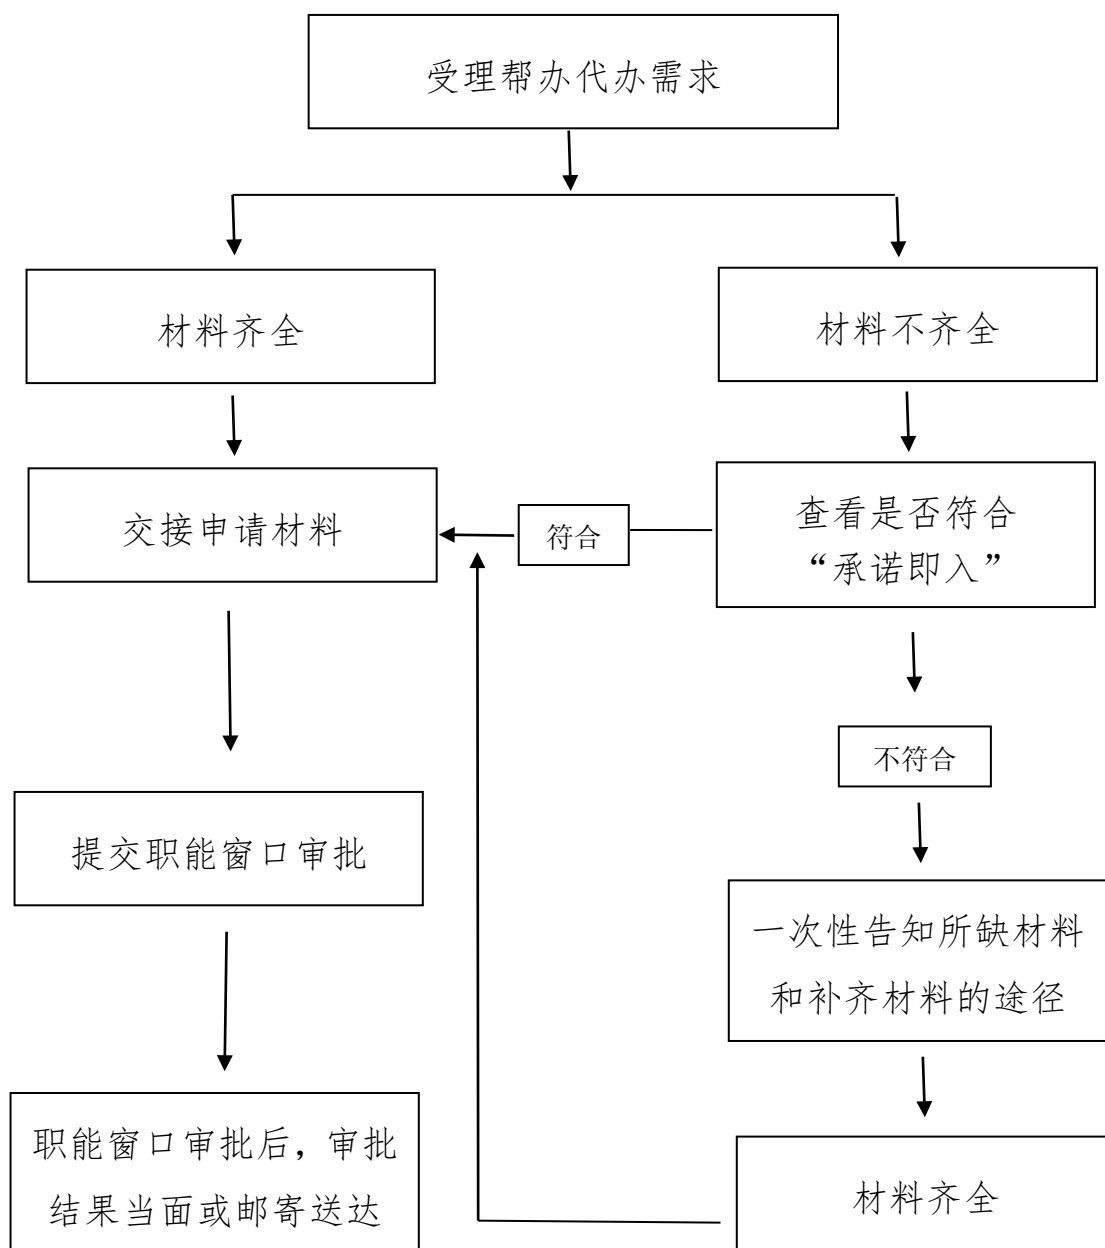 受理帮办代办需求
材料齐全
材料不齐全
交接申请材料
符合
查看是否符合
“承诺即入”
不符合
提交职能窗口审批
一次性告知所缺材料
和补齐材料的途径
职能窗口审批后，审批
结果当面或邮寄送达
材料齐全